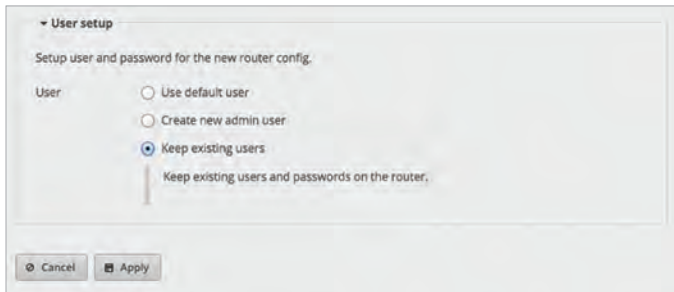 User setup
Setup user and password for the new router config.
User
Use default user
Create new admin user
Keep existing users
Keep existing users and passwords on the router.
Cancel
Apply